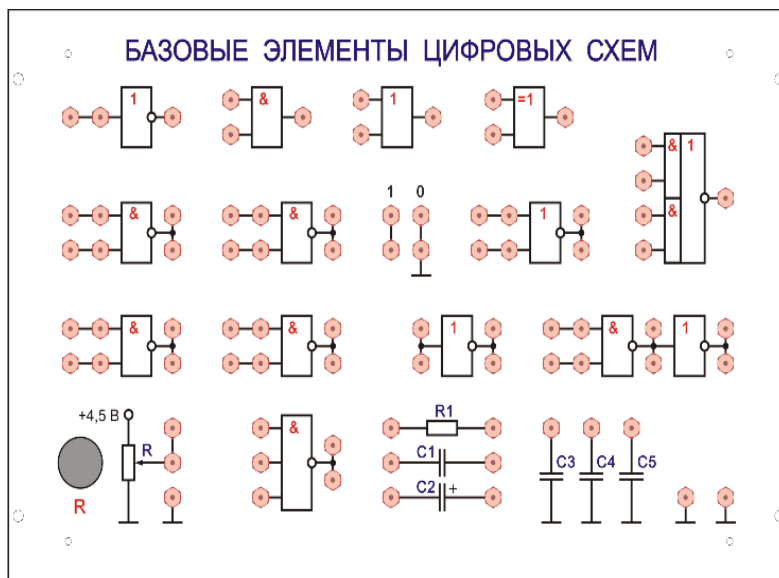 БАЗОВЫЕ ЭЛЕМЕНТЫ ЦИФРОВЫХ СХЕМ
1 & 1 =1
& 1
&
& & 1 0 1
& & 1 & 1
+4,5 В
R
R
&
R1
C1
C2 +
C3 C4 C5